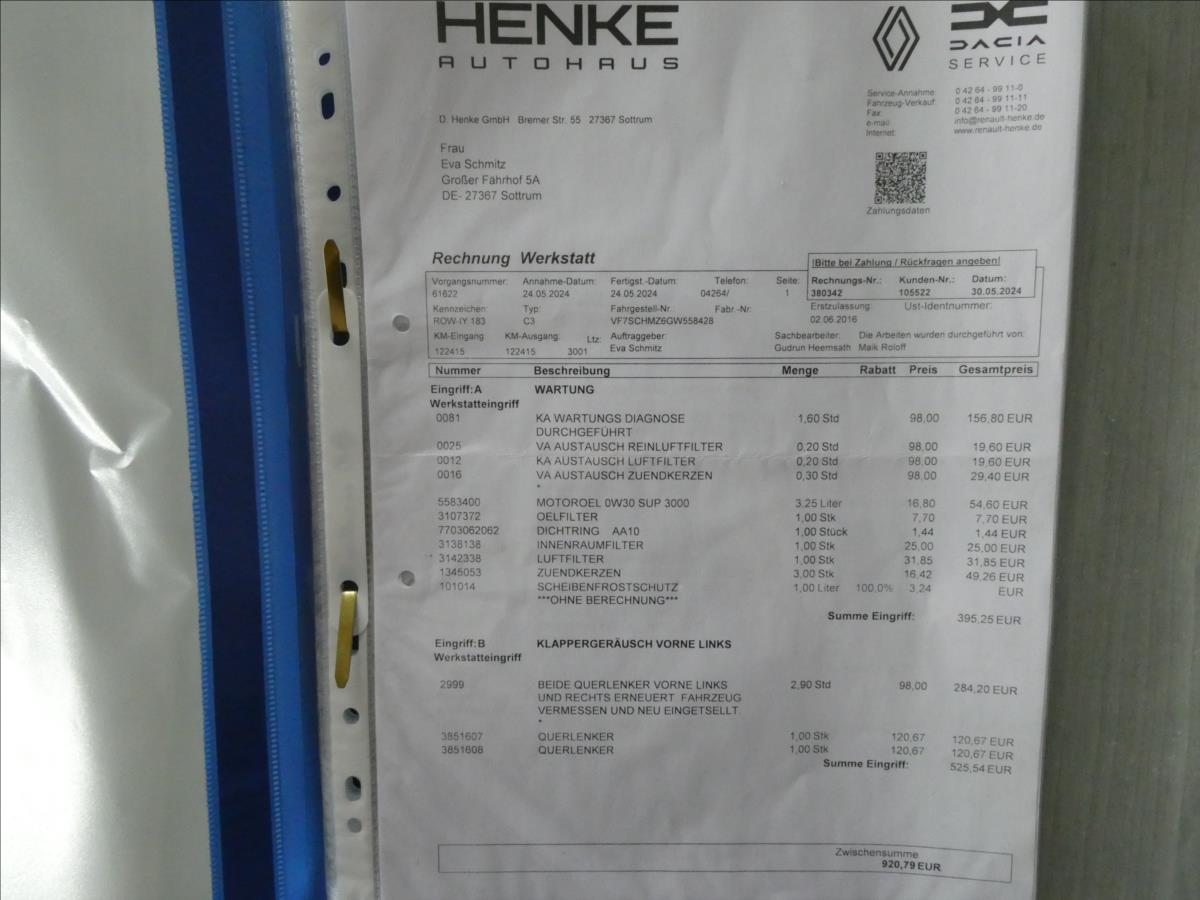 HENKE
AUTOHAUS
DACIA
SERVICE
Service-Annahme: 0 42 64 - 99 11-0
Fahrzeug-Verkauf: 0 42 64 - 99 11-11
Fax: 0 42 64 - 99 11-20
e-mail: info@renault-henke.de
Internet: www.renault-henke.de
D. Henke GmbH Bremer Str. 55 27367 Sottrum
Frau
Eva Schmitz
Großer Fährhof 5A
DE- 27367 Sottrum
Zahlungsdaten
Rechnung Werkstatt
!Bitte bei Zahlung / Rückfragen angeben!
Vorgangsnummer: Annahme-Datum: Fertigst.-Datum: Telefon: Seite: Rechnungs-Nr.: Kunden-Nr.: Datum:
61622 24.05.2024 24.05.2024 04264/ 1 380342 105522 30.05.2024
Kennzeichen: Typ: Fahrgestell-Nr. Fabr.-Nr: Erstzulassung: Ust-Identnummer:
ROW-IY 183 C3 VF7SCHMZ6GW558428 02.06.2016
KM-Eingang KM-Ausgang: Ltz: Auftraggeber: Sachbearbeiter: Die Arbeiten wurden durchgeführt von:
122415 122415 3001 Eva Schmitz Gudrun Heemsath Maik Roloff
Nummer Beschreibung Menge Rabatt Preis Gesamtpreis
Eingriff:A WARTUNG
Werkstatteingriff
0081 KA WARTUNGS DIAGNOSE 1,60 Std 98,00 156,80 EUR
DURCHGEFÜHRT
0025 VA AUSTAUSCH REINLUFTFILTER 0,20 Std 98,00 19,60 EUR
0012 KA AUSTAUSCH LUFTFILTER 0,20 Std 98,00 19,60 EUR
0016 VA AUSTAUSCH ZUENDKERZEN 0,30 Std 98,00 29,40 EUR
*
5583400 MOTOROEL 0W30 SUP 3000 3,25 Liter 16,80 54,60 EUR
3107372 OELFILTER 1,00 Stk 7,70 7,70 EUR
7703062062 DICHTRING AA10 1,00 Stück 1,44 1,44 EUR
3138138 INNENRAUMFILTER 1,00 Stk 25,00 25,00 EUR
3142338 LUFTFILTER 1,00 Stk 31,85 31,85 EUR
1345053 ZUENDKERZEN 3,00 Stk 16,42 49,26 EUR
101014 SCHEIBENFROSTSCHUTZ 1,00 Liter 100,0% 3,24 EUR
***OHNE BERECHNUNG***
Summe Eingriff: 395,25 EUR
Eingriff:B KLAPPERGERÄUSCH VORNE LINKS
Werkstatteingriff
2999 BEIDE QUERLENKER VORNE LINKS 2,90 Std 98,00 284,20 EUR
UND RECHTS ERNEUERT FAHRZEUG
VERMESSEN UND NEU EINGETSELLT.
*
3851607 QUERLENKER 1,00 Stk 120,67 120,67 EUR
3851608 QUERLENKER 1,00 Stk 120,67 120,67 EUR
Summe Eingriff: 525,54 EUR
Zwischensumme
920,79 EUR